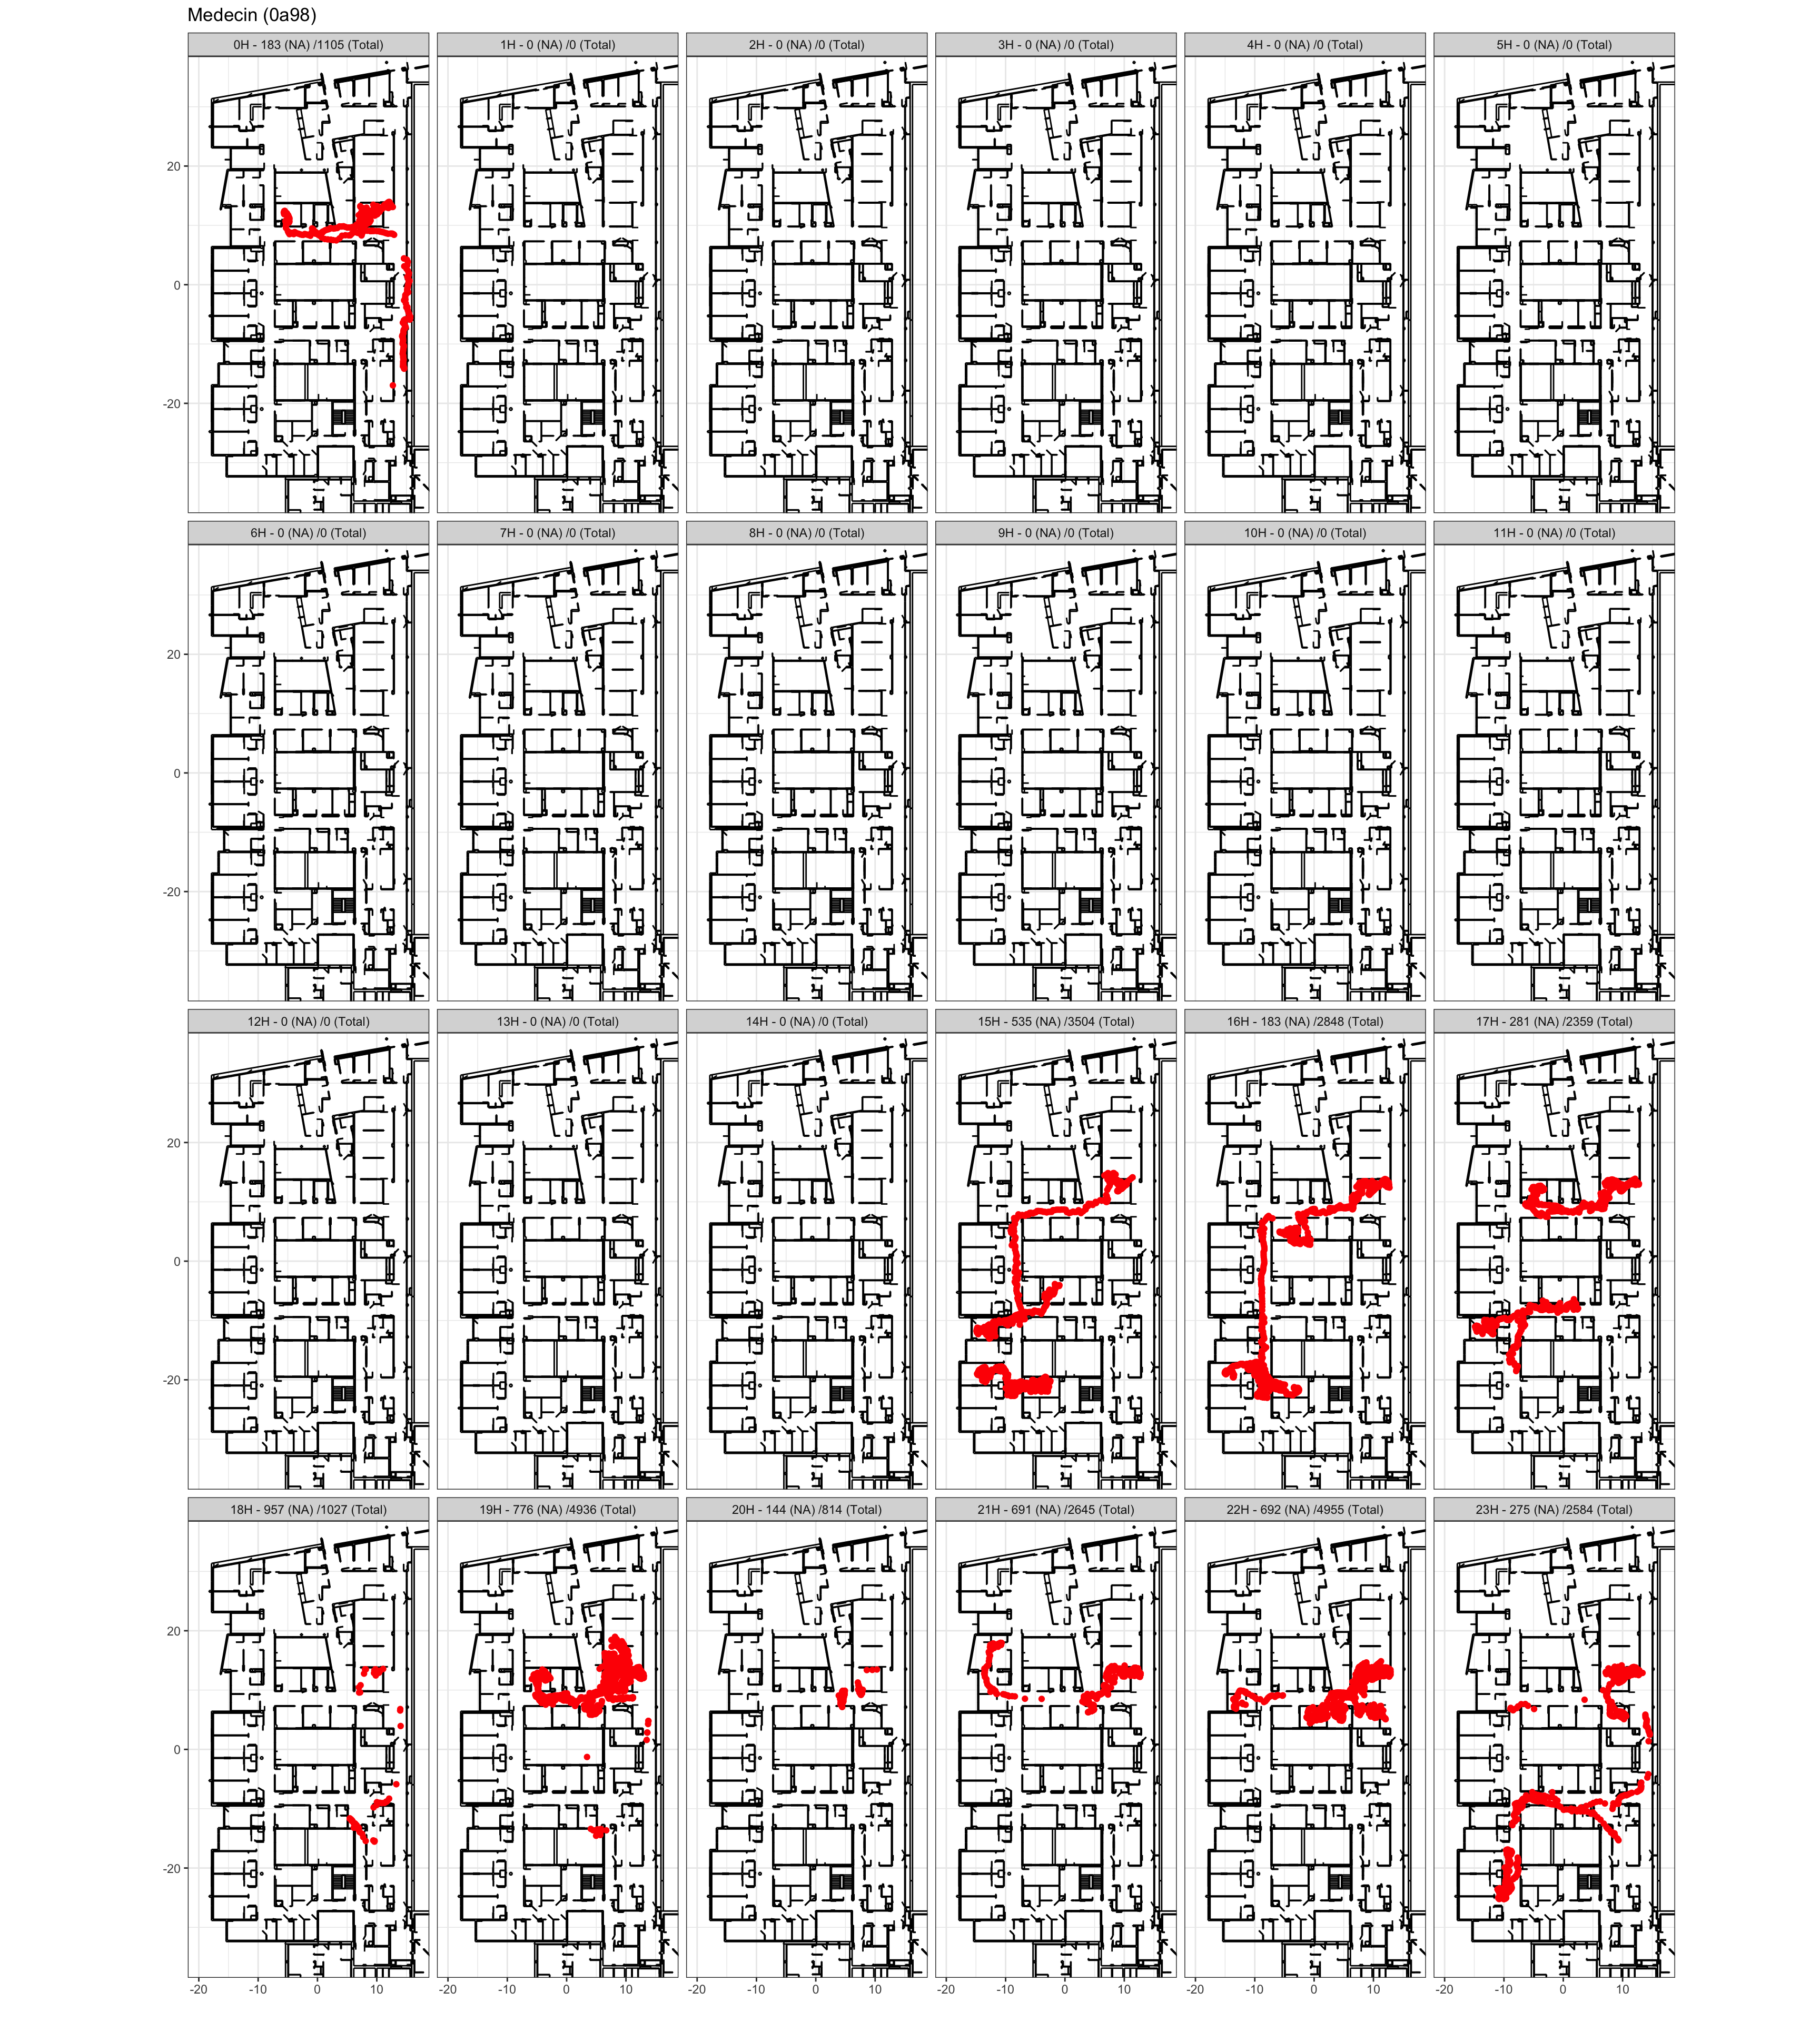 Medecin (0a98)
0H - 183 (NA) /1105 (Total) 1H - 0 (NA) /0 (Total) 2H - 0 (NA) /0 (Total) 3H - 0 (NA) /0 (Total) 4H - 0 (NA) /0 (Total) 5H - 0 (NA) /0 (Total)
20
0
-20
6H - 0 (NA) /0 (Total) 7H - 0 (NA) /0 (Total) 8H - 0 (NA) /0 (Total) 9H - 0 (NA) /0 (Total) 10H - 0 (NA) /0 (Total) 11H - 0 (NA) /0 (Total)
20
0
-20
12H - 0 (NA) /0 (Total) 13H - 0 (NA) /0 (Total) 14H - 0 (NA) /0 (Total) 15H - 535 (NA) /3504 (Total) 16H - 183 (NA) /2848 (Total) 17H - 281 (NA) /2359 (Total)
20
0
-20
18H - 957 (NA) /1027 (Total) 19H - 776 (NA) /4936 (Total) 20H - 144 (NA) /814 (Total) 21H - 691 (NA) /2645 (Total) 22H - 692 (NA) /4955 (Total) 23H - 275 (NA) /2584 (Total)
20
0
-20
-20 -10 0 10 -20 -10 0 10 -20 -10 0 10 -20 -10 0 10 -20 -10 0 10 -20 -10 0 10